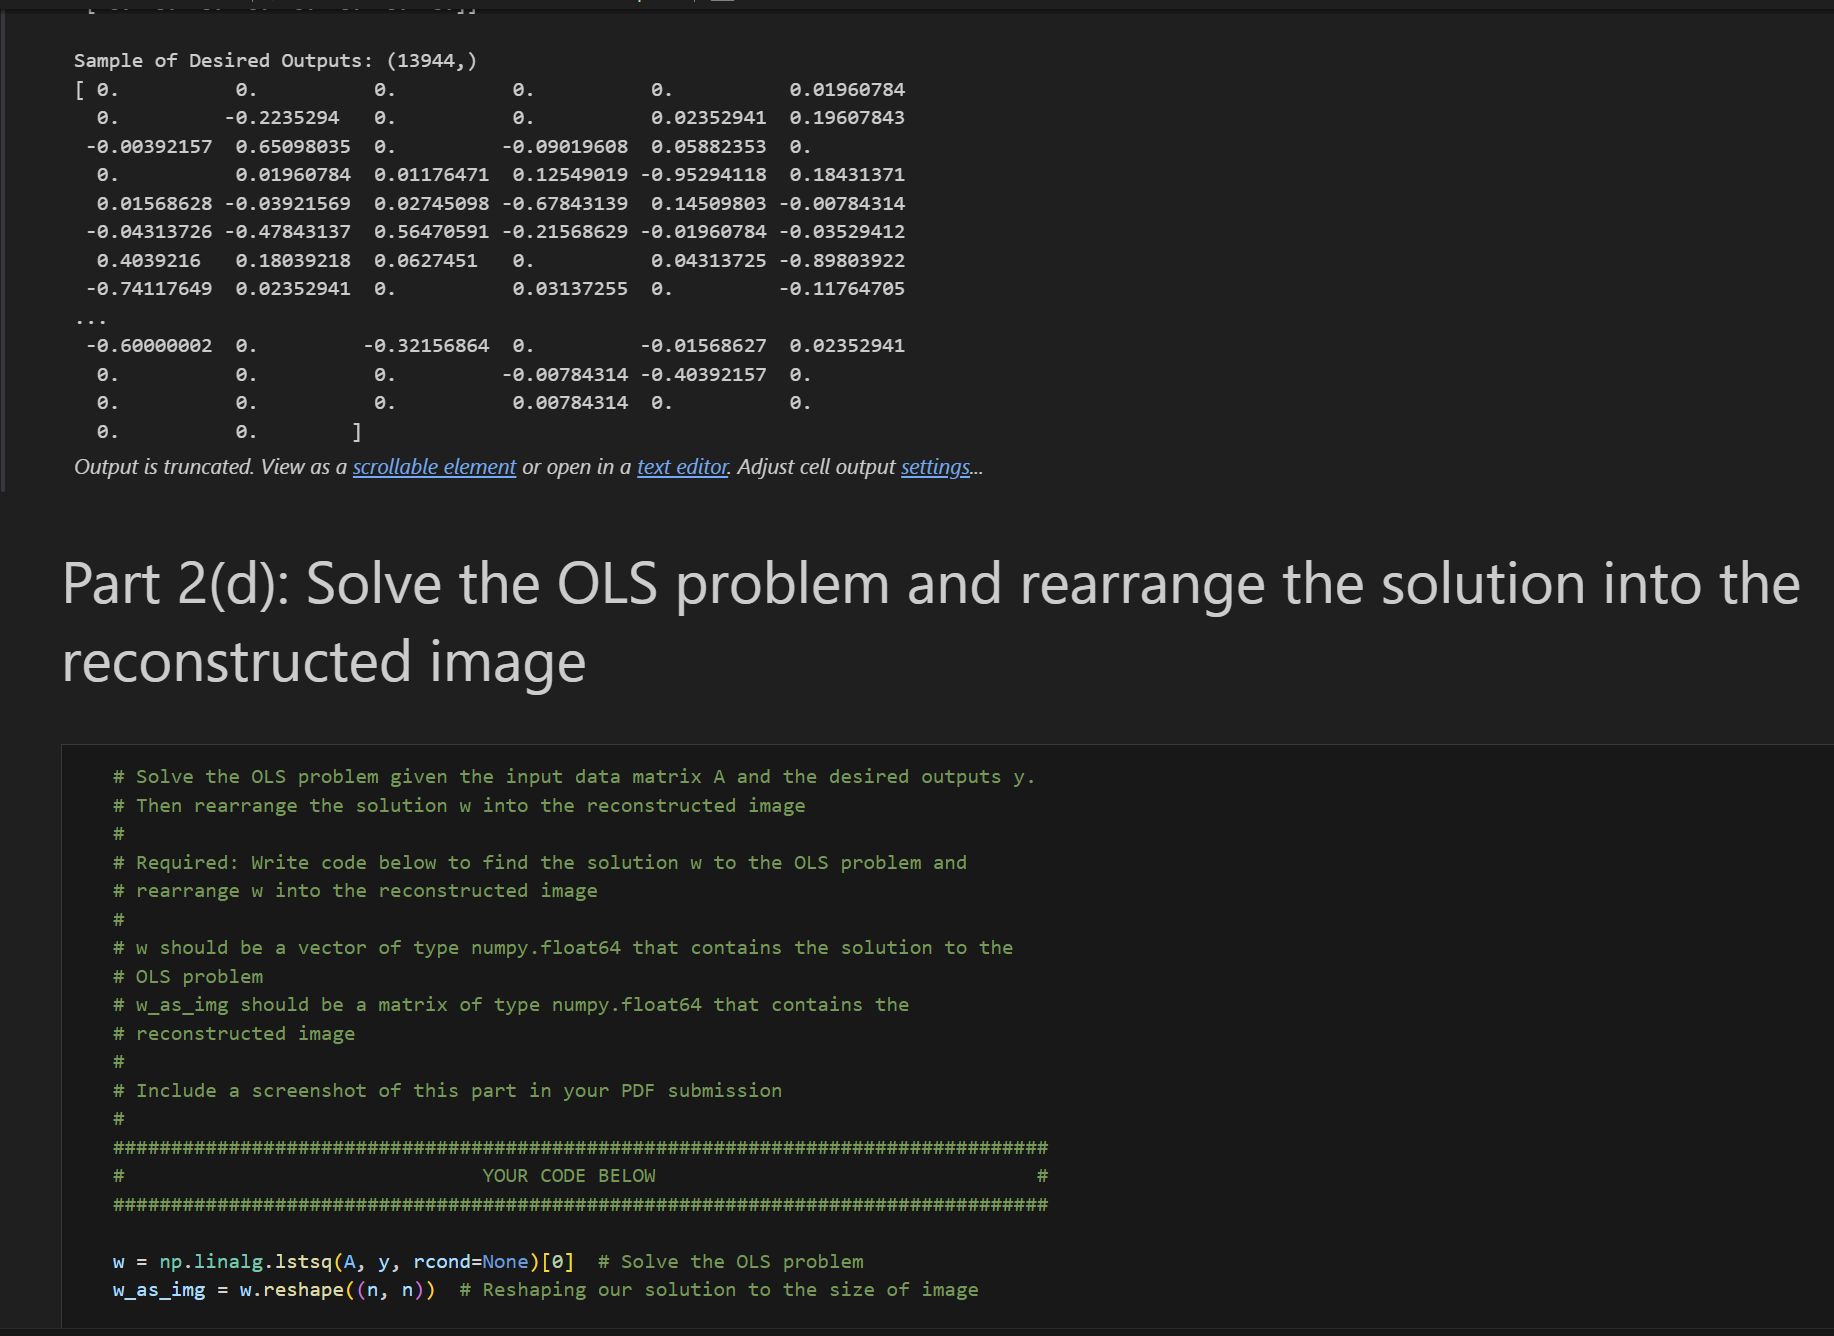 Sample of Desired Outputs: (13944,)
[ 0.          0.          0.          0.          0.          0.01960784
  0.         -0.2235294   0.          0.          0.02352941  0.19607843
 -0.00392157  0.65098035  0.         -0.09019608  0.05882353  0.
  0.          0.01960784  0.01176471  0.12549019 -0.95294118  0.18431371
  0.01568628 -0.03921569  0.02745098 -0.67843139  0.14509803 -0.00784314
 -0.04313726 -0.47843137  0.56470591 -0.21568629 -0.01960784 -0.03529412
  0.4039216   0.18039218  0.0627451   0.          0.04313725 -0.89803922
 -0.74117649  0.02352941  0.          0.03137255  0.         -0.11764705
...
 -0.60000002  0.         -0.32156864  0.         -0.01568627  0.02352941
  0.          0.          0.         -0.00784314 -0.40392157  0.
  0.          0.          0.          0.00784314  0.          0.
  0.          0.        ]
Output is truncated. View as a scrollable element or open in a text editor. Adjust cell output settings...
Part 2(d): Solve the OLS problem and rearrange the solution into the
reconstructed image
# Solve the OLS problem given the input data matrix A and the desired outputs y.
# Then rearrange the solution w into the reconstructed image
#
# Required: Write code below to find the solution w to the OLS problem and
# rearrange w into the reconstructed image
#
# w should be a vector of type numpy.float64 that contains the solution to the
# OLS problem
# w_as_img should be a matrix of type numpy.float64 that contains the
# reconstructed image
#
# Include a screenshot of this part in your PDF submission
#
#################################################################################
#                               YOUR CODE BELOW                                 #
#################################################################################
w = np.linalg.lstsq(A, y, rcond=None)[0]  # Solve the OLS problem
w_as_img = w.reshape((n, n))  # Reshaping our solution to the size of image